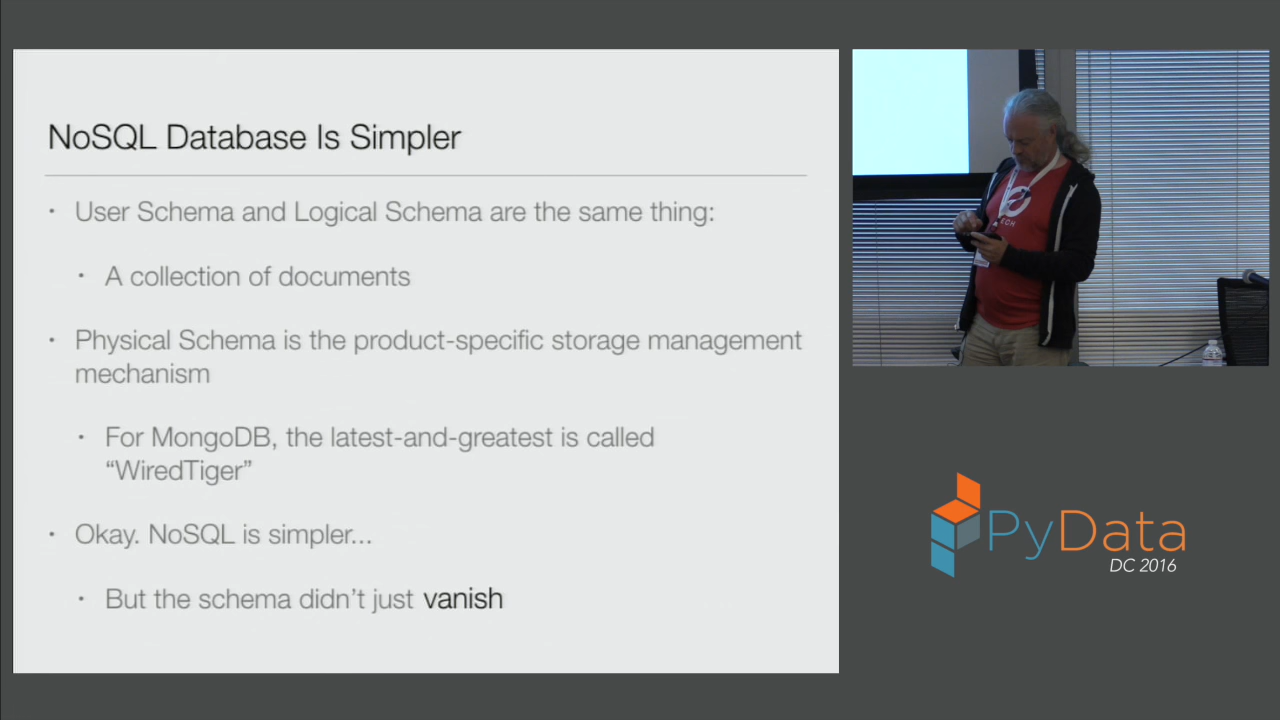 NoSQL Database Is Simpler
• User Schema and Logical Schema are the same thing:
• A collection of documents
• Physical Schema is the product-specific storage management
mechanism
• For MongoDB, the latest-and-greatest is called
“WiredTiger”
• Okay. NoSQL is simpler...
• But the schema didn’t just vanish
PyData
DC 2016